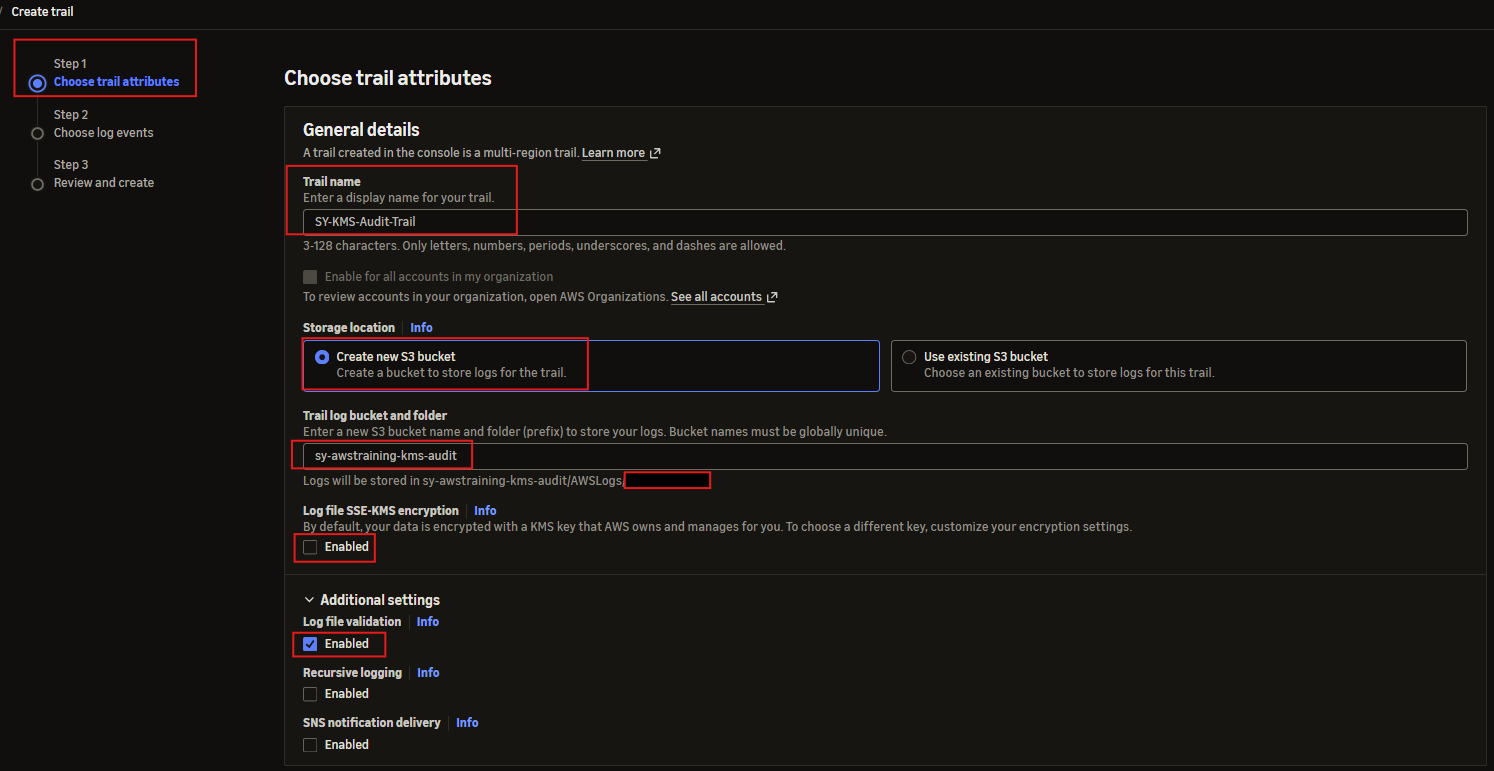 / Create trail
Step 1
Choose trail attributes
Step 2
Choose log events
Step 3
Review and create
Choose trail attributes
General details
A trail created in the console is a multi-region trail. Learn more
Trail name
Enter a display name for your trail.
SY-KMS-Audit-Trail
3-128 characters. Only letters, numbers, periods, underscores, and dashes are allowed.
Enable for all accounts in my organization
To review accounts in your organization, open AWS Organizations. See all accounts
Storage location Info
Create new S3 bucket
Create a bucket to store logs for the trail.
Use existing S3 bucket
Choose an existing bucket to store logs for this trail.
Trail log bucket and folder
Enter a new S3 bucket name and folder (prefix) to store your logs. Bucket names must be globally unique.
sy-awstraining-kms-audit
Logs will be stored in sy-awstraining-kms-audit/AWSLogs/
Log file SSE-KMS encryption Info
By default, your data is encrypted with a KMS key that AWS owns and manages for you. To choose a different key, customize your encryption settings.
Enabled
Additional settings
Log file validation Info
Enabled
Recursive logging Info
Enabled
SNS notification delivery Info
Enabled